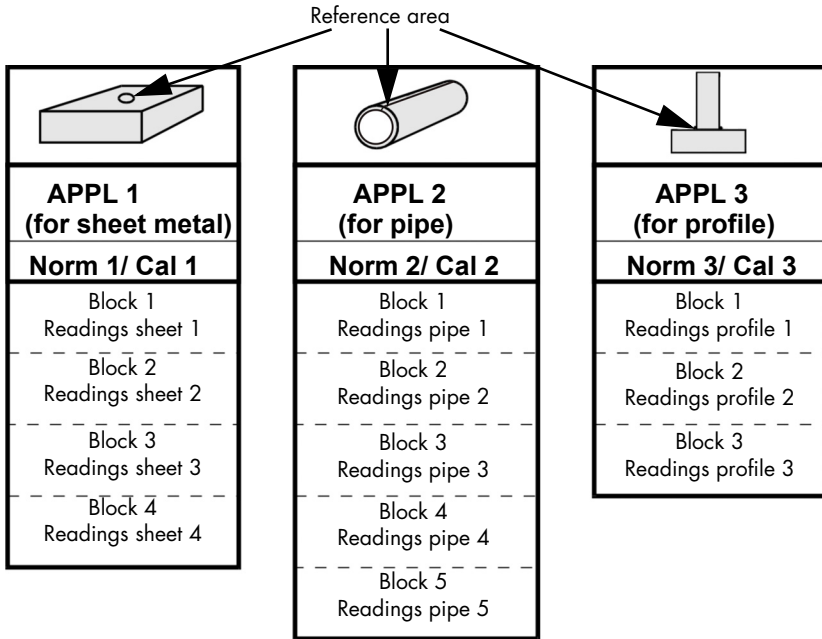 Reference area
APPL 1
(for sheet metal)
Norm 1/ Cal 1
Block 1
Readings sheet 1
Block 2
Readings sheet 2
Block 3
Readings sheet 3
Block 4
Readings sheet 4
APPL 2
(for pipe)
Norm 2/ Cal 2
Block 1
Readings pipe 1
Block 2
Readings pipe 2
Block 3
Readings pipe 3
Block 4
Readings pipe 4
Block 5
Readings pipe 5
APPL 3
(for profile)
Norm 3/ Cal 3
Block 1
Readings profile 1
Block 2
Readings profile 2
Block 3
Readings profile 3